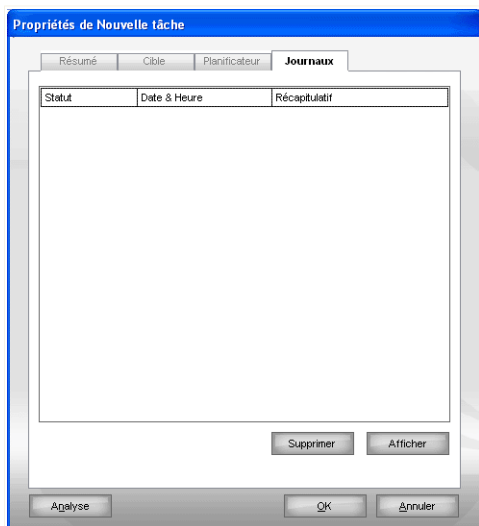 Propriétés de Nouvelle tâche
Résumé Cible Planificateur Journaux
Statut Date & Heure Récapitulatif
Supprimer Afficher
Analyse OK Annuler